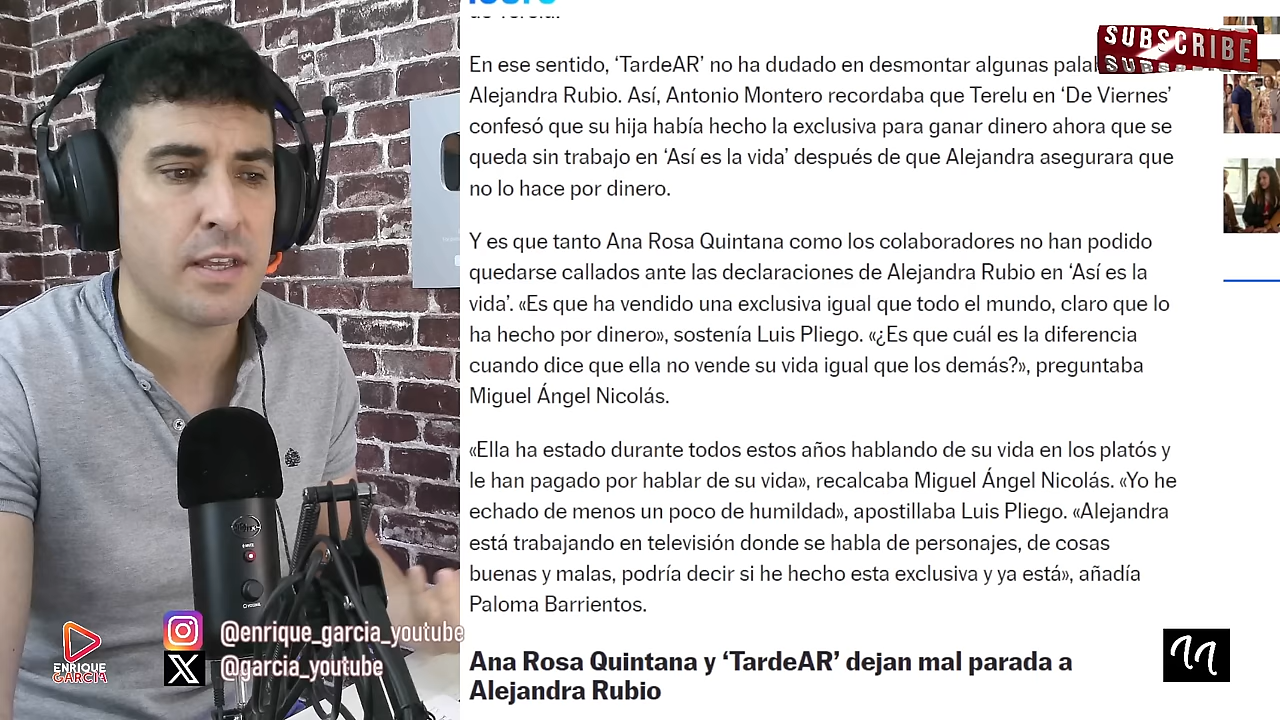 En ese sentido, ‘TardeAR’ no ha dudado en desmontar algunas
Alejandra Rubio. Así, Antonio Montero recordaba que Terelu en ‘De Viernes’
confesó que su hija había hecho la exclusiva para ganar dinero ahora que se
queda sin trabajo en ‘Así es la vida’ después de que Alejandra asegurara que
no lo hace por dinero.
Y es que tanto Ana Rosa Quintana como los colaboradores no han podido
quedarse callados ante las declaraciones de Alejandra Rubio en ‘Así es la
vida’. «Es que ha vendido una exclusiva igual que todo el mundo, claro que lo
ha hecho por dinero», sostenía Luis Pliego. «¿Es que cuál es la diferencia
cuando dice que ella no vende su vida igual que los demás?», preguntaba
Miguel Ángel Nicolás.
«Ella ha estado durante todos estos años hablando de su vida en los platós y
le han pagado por hablar de su vida», recalcaba Miguel Ángel Nicolás. «Yo he
echado de menos un poco de humildad», apostillaba Luis Pliego. «Alejandra
está trabajando en televisión donde se habla de personajes, de cosas
buenas y malas, podría decir si he hecho esta exclusiva y ya está», añadía
Paloma Barrientos.
Ana Rosa Quintana y ‘TardeAR’ dejan mal parada a
Alejandra Rubio
SUBSCRIBE
@enrique_garcia_youtube
@garcia_youtube
ENRIQUE
GARCIA